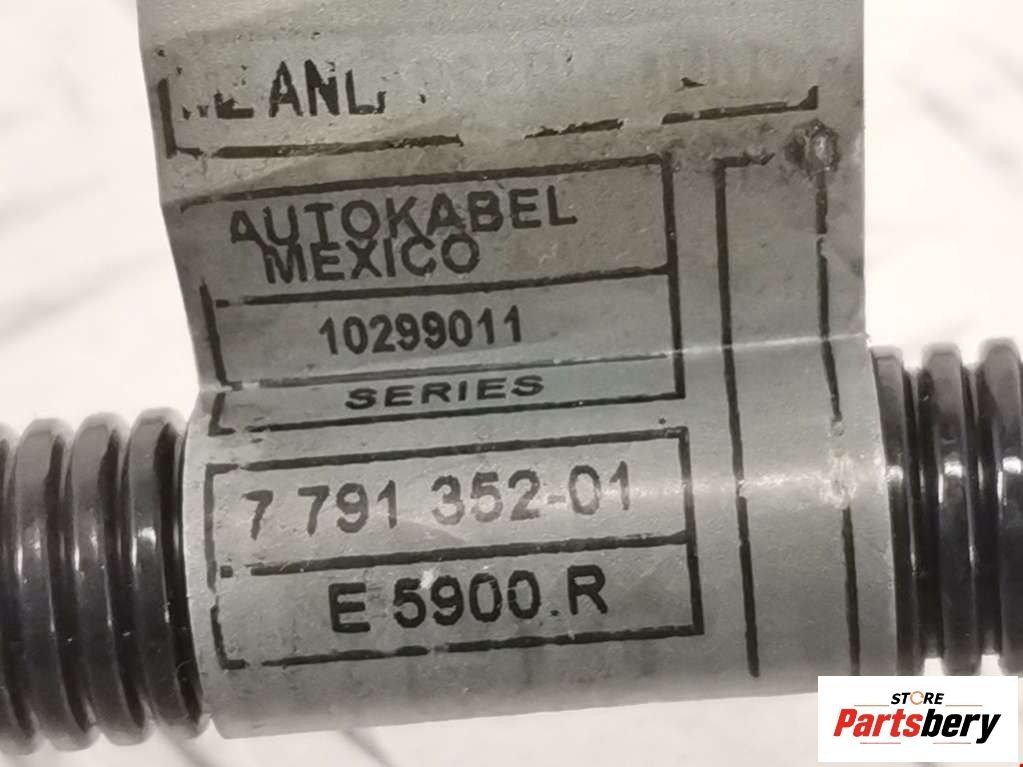 AUTOKABEL
MEXICO
10299011
SERIES
7 791 352-01
E 5900.R
STORE
Partsbery